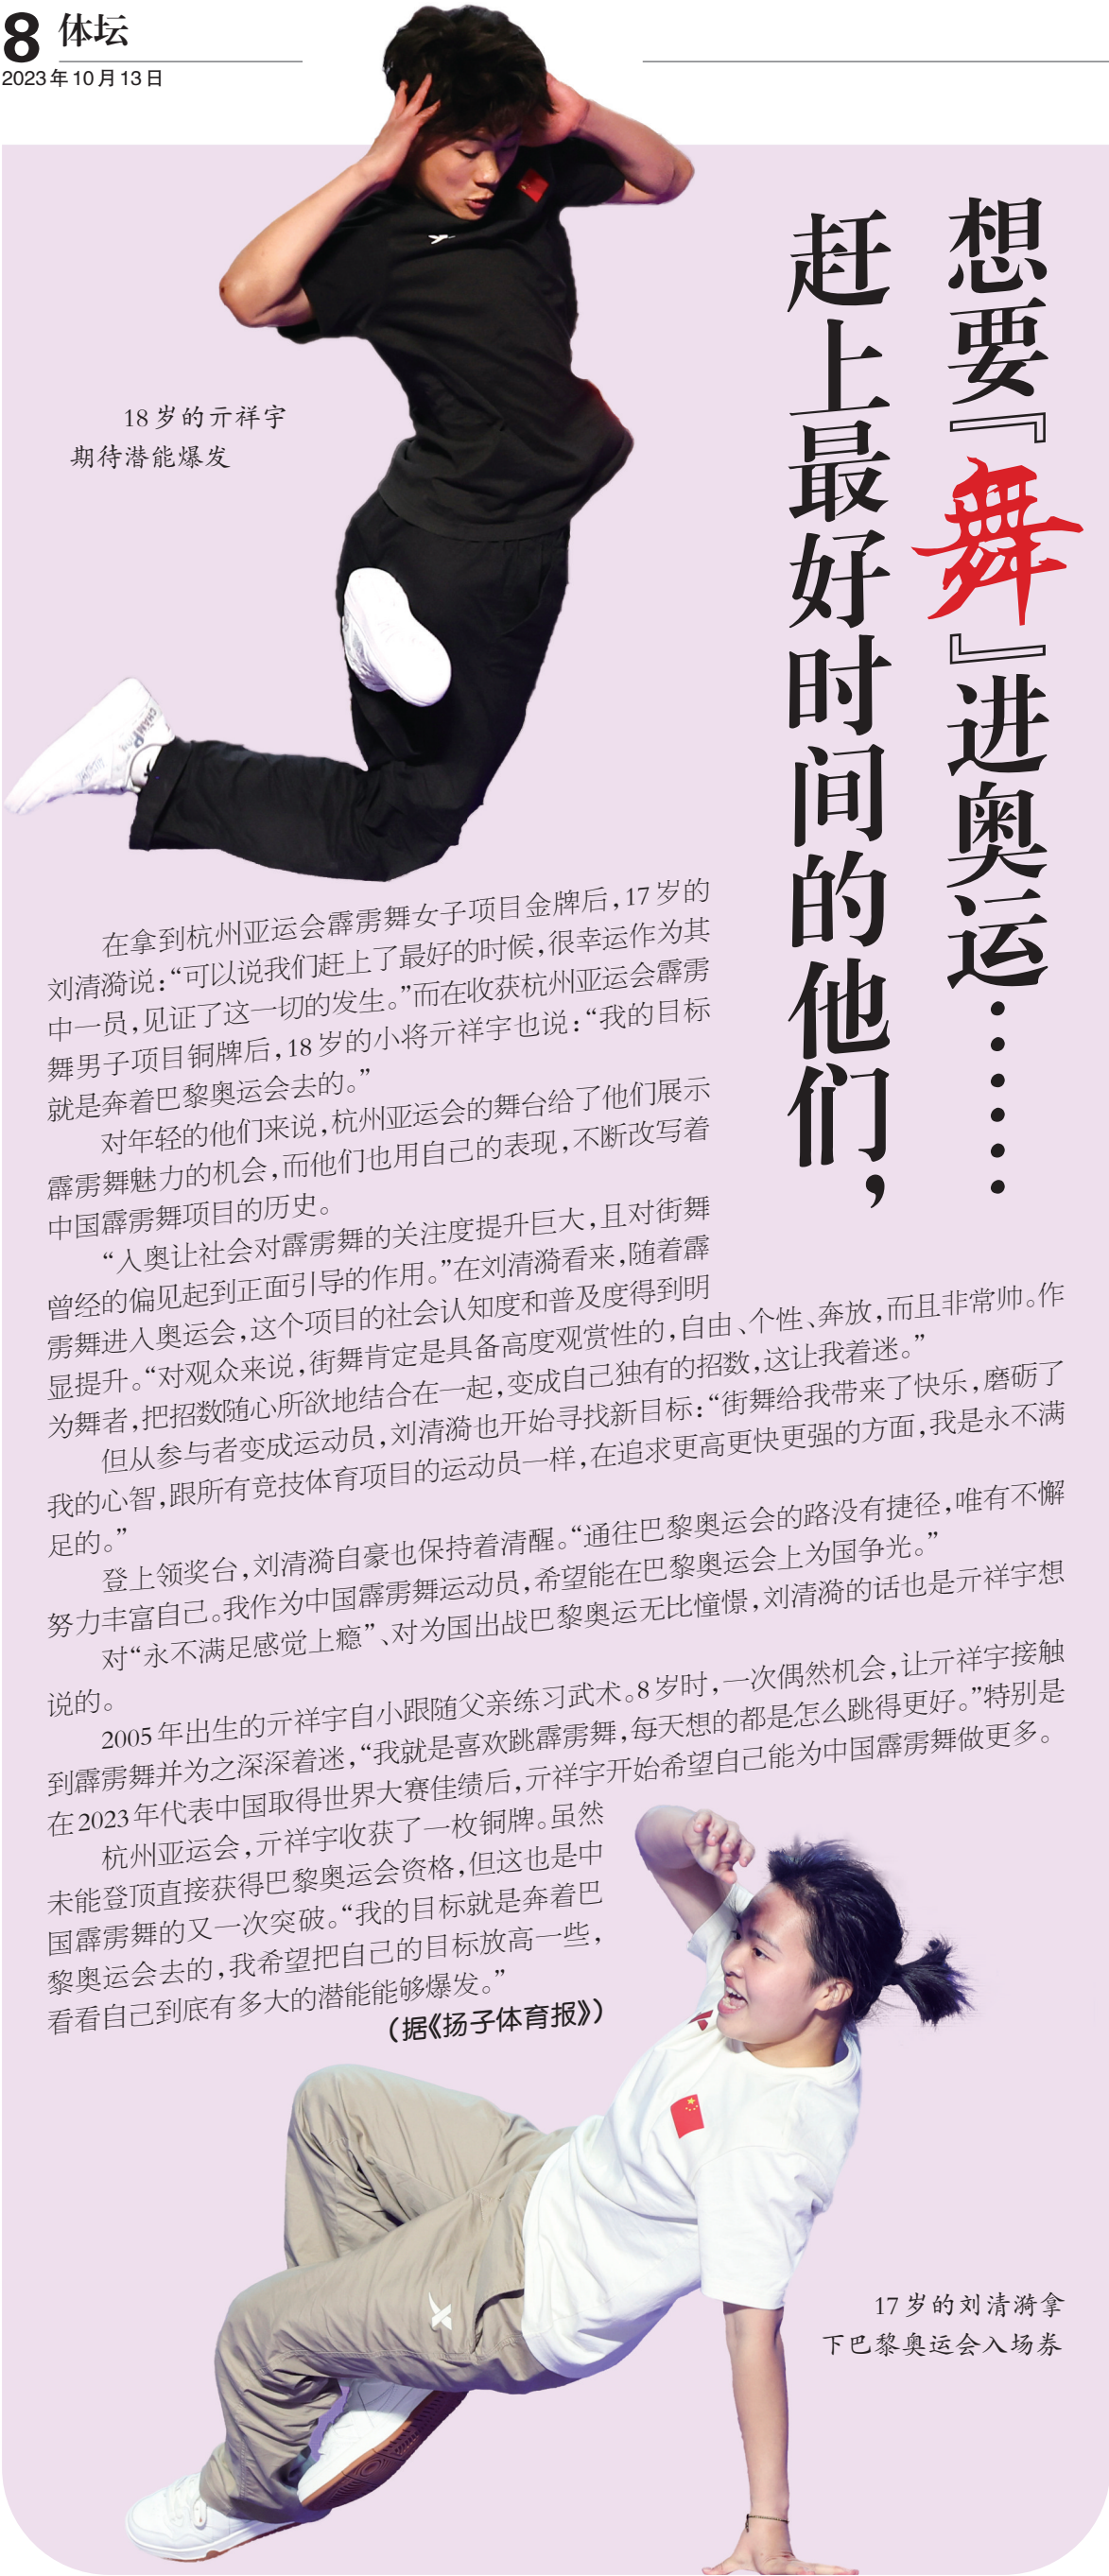 8 体坛
2023年10月13日
赶上最好时间的他们，
想要『舞』进奥运……
18岁的亓祥宇
期待潜能爆发
在拿到杭州亚运会霹雳舞女子项目金牌后，17岁的
刘清漪说：“可以说我们赶上了最好的时候，很幸运作为其
中一员，见证了这一切的发生。”而在收获杭州亚运会霹雳
舞男子项目铜牌后，18岁的小将亓祥宇也说：“我的目标
就是奔着巴黎奥运会去的。”
对年轻的他们来说，杭州亚运会的舞台给了他们展示
霹雳舞魅力的机会，而他们也用自己的表现，不断改写着
中国霹雳舞项目的历史。
“入奥让社会对霹雳舞的关注度提升巨大，且对街舞
曾经的偏见起到正面引导的作用。”在刘清漪看来，随着霹
雳舞进入奥运会，这个项目的社会认知度和普及度得到明
显提升。“对观众来说，街舞肯定是具备高度观赏性的，自由、个性、奔放，而且非常帅。作
为舞者，把招数随心所欲地结合在一起，变成自己独有的招数，这让我着迷。”
但从参与者变成运动员，刘清漪也开始寻找新目标：“街舞给我带来了快乐，磨砺了
我的心智，跟所有竞技体育项目的运动员一样，在追求更高更快更强的方面，我是永不满
足的。”
登上领奖台，刘清漪自豪也保持着清醒。“通往巴黎奥运会的路没有捷径，唯有不懈
努力丰富自己。我作为中国霹雳舞运动员，希望能在巴黎奥运会上为国争光。”
对“永不满足感觉上瘾”、对为国出战巴黎奥运无比憧憬，刘清漪的话也是亓祥宇想
说的。
2005年出生的亓祥宇自小跟随父亲练习武术。8岁时，一次偶然机会，让亓祥宇接触
到霹雳舞并为之深深着迷，“我就是喜欢跳霹雳舞，每天想的都是怎么跳得更好。”特别是
在2023年代表中国取得世界大赛佳绩后，亓祥宇开始希望自己能为中国霹雳舞做更多。
杭州亚运会，亓祥宇收获了一枚铜牌。虽然
未能登顶直接获得巴黎奥运会资格，但这也是中
国霹雳舞的又一次突破。“我的目标就是奔着巴
黎奥运会去的，我希望把自己的目标放高一些，
看看自己到底有多大的潜能能够爆发。”
（据《扬子体育报》）
17岁的刘清漪拿
下巴黎奥运会入场券